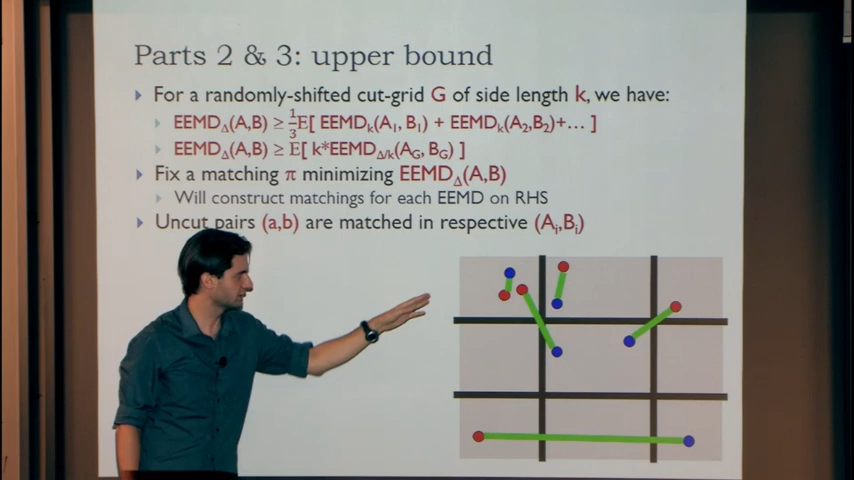 Parts 2 & 3: upper bound
For a randomly-shifted cut-grid G of side length k, we have:
EEMD_Δ(A,B) ≥ 1/3 𝔼[ EEMD_k(A_1, B_1) + EEMD_k(A_2,B_2)+… ]
EEMD_Δ(A,B) ≥ 𝔼[ k*EEMD_{Δ/k}(A_G, B_G) ]
Fix a matching π minimizing EEMD_Δ(A,B)
Will construct matchings for each EEMD on RHS
Uncut pairs (a,b) are matched in respective (A_i,B_i)